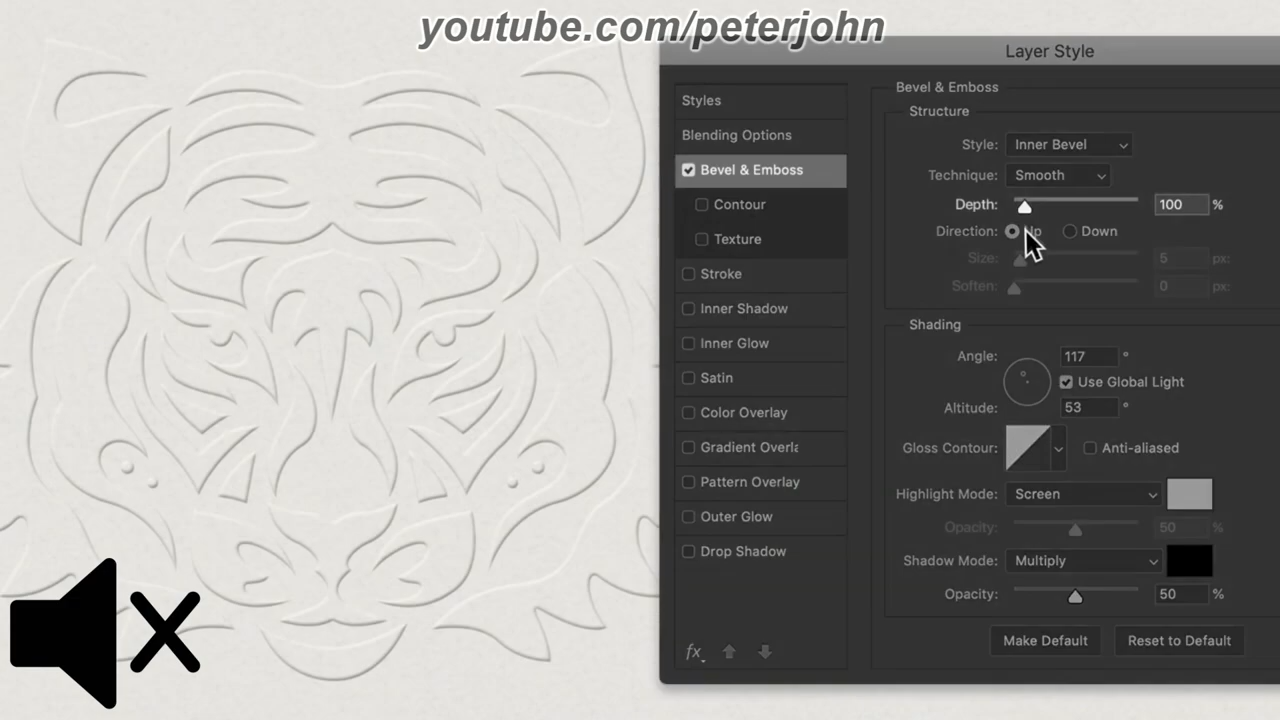 youtube.com/peterjohn
Layer Style
Styles
Blending Options
Bevel & Emboss
Contour
Texture
Stroke
Inner Shadow
Inner Glow
Satin
Color Overlay
Gradient Overla
Pattern Overlay
Outer Glow
Drop Shadow
fx
Bevel & Emboss
Structure
Style: Inner Bevel
Technique: Smooth
Depth: 100 %
Direction: Up Down
Size: 5 px:
Soften: 0 px:
Shading
Angle: 117 °
Use Global Light
Altitude: 53 °
Gloss Contour: Anti-aliased
Highlight Mode: Screen
Opacity: 50 %
Shadow Mode: Multiply
Opacity: 50 %
Make Default Reset to Default